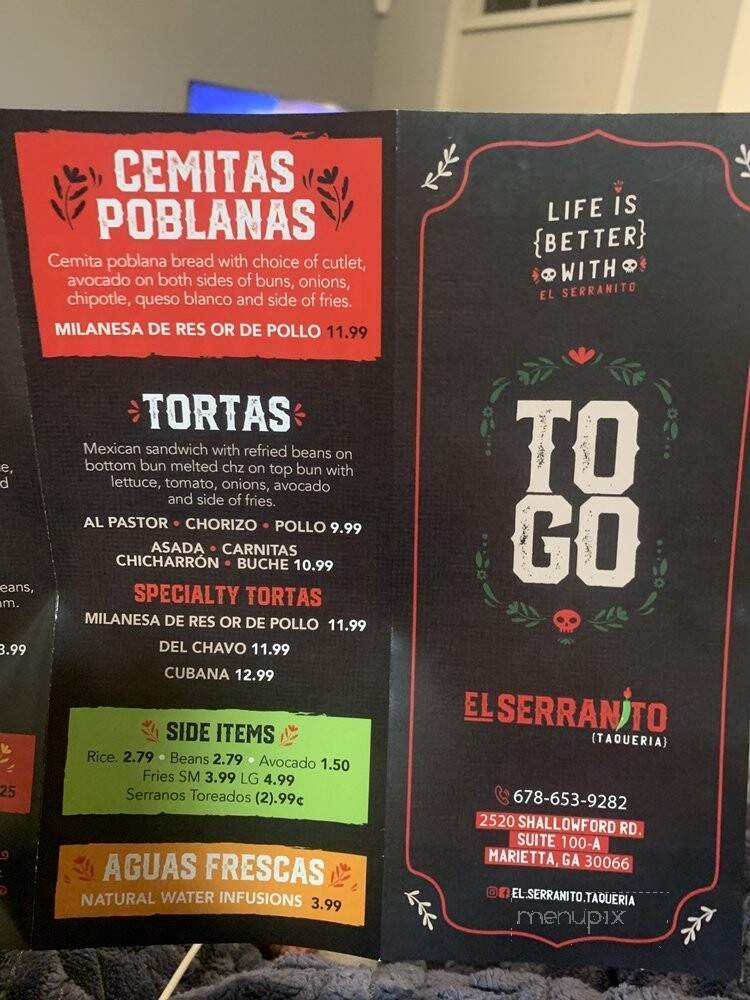 CEMITAS
POBLANAS
Cemita poblana bread with choice of cutlet,
avocado on both sides of buns, onions,
chipotle, queso blanco and side of fries.
MILANESA DE RES OR DE POLLO 11.99
TORTAS
Mexican sandwich with refried beans on
bottom bun melted chz on top bun with
lettuce, tomato, onions, avocado
and side of fries.
AL PASTOR • CHORIZO • POLLO 9.99
ASADA • CARNITAS
CHICHARRÓN • BUCHE 10.99
SPECIALTY TORTAS
MILANESA DE RES OR DE POLLO 11.99
DEL CHAVO 11.99
CUBANA 12.99
SIDE ITEMS
Rice. 2.79 • Beans 2.79 • Avocado 1.50
Fries SM 3.99 LG 4.99
Serranos Toreados (2).99¢
AGUAS FRESCAS
NATURAL WATER INFUSIONS 3.99
LIFE IS
{BETTER}
WITH
EL SERRANITO
TO
GO
EL SERRANITO
{TAQUERIA}
678-653-9282
2520 SHALLOWFORD RD.
SUITE 100-A
MARIETTA, GA 30066
EL.SERRANITO.TAQUERIA
menupix